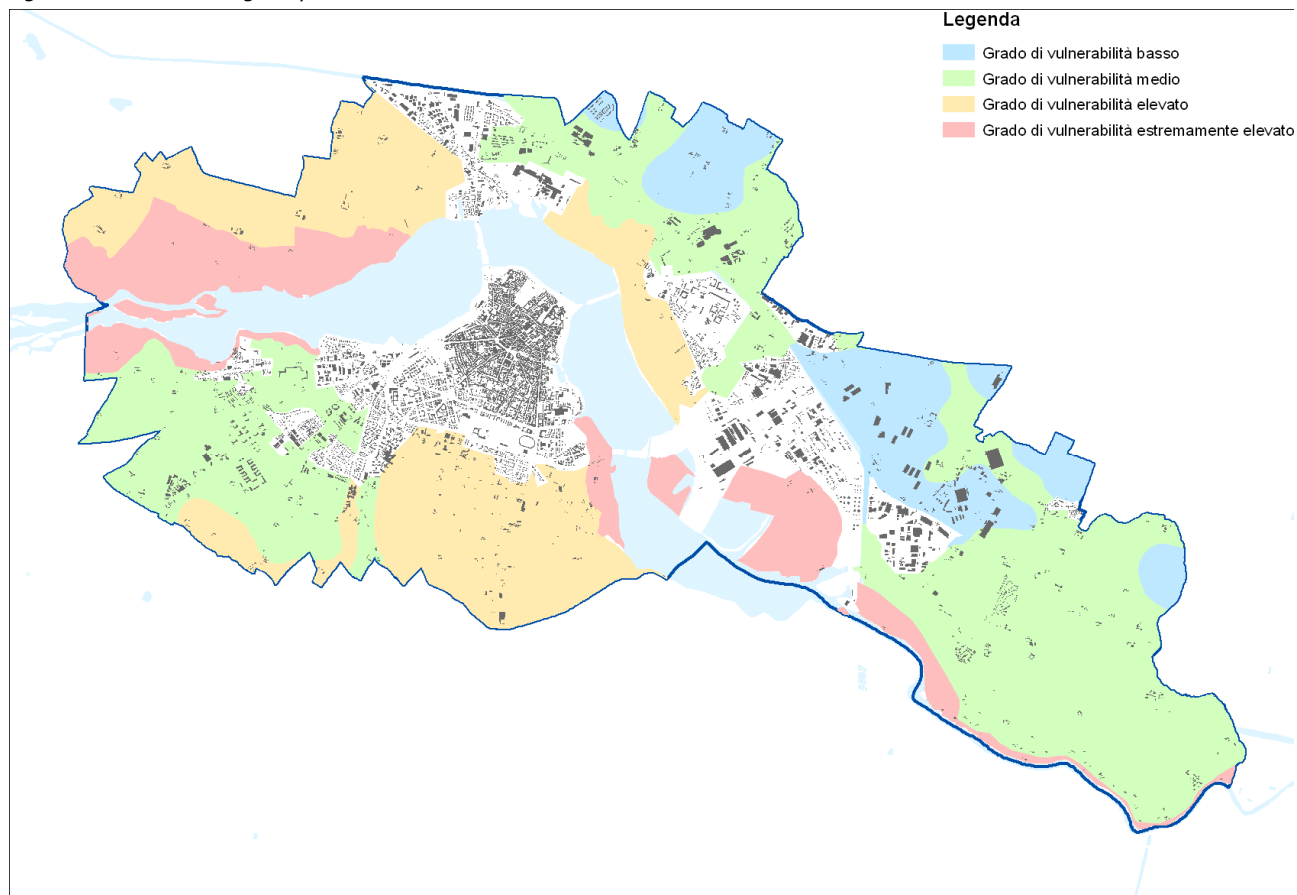 Legenda
Grado di vulnerabilità basso
Grado di vulnerabilità medio
Grado di vulnerabilità elevato
Grado di vulnerabilità estremamente elevato